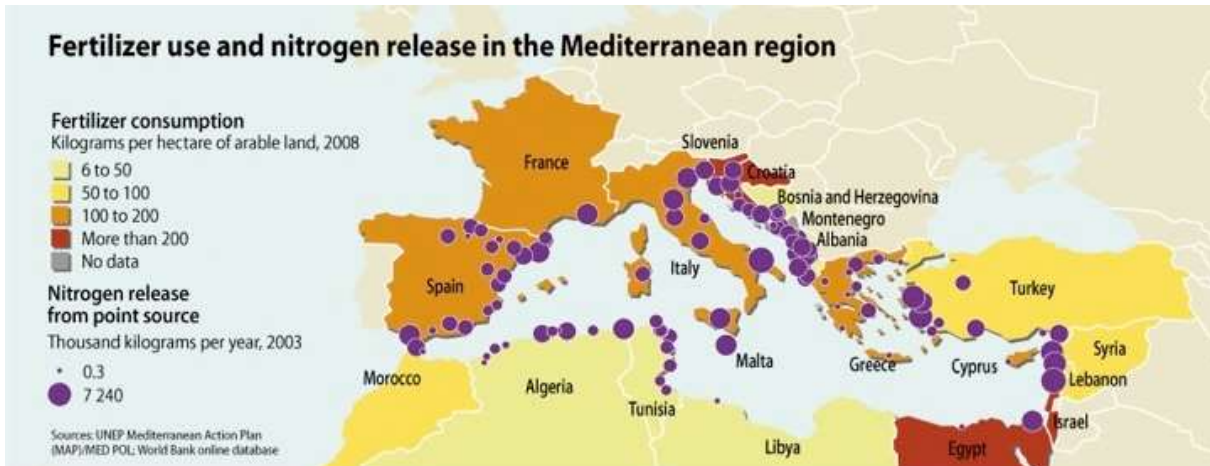 Fertilizer use and nitrogen release in the Mediterranean region
Fertilizer consumption
Kilograms per hectare of arable land, 2008
6 to 50
50 to 100
100 to 200
More than 200
No data
Nitrogen release
from point source
Thousand kilograms per year, 2003
0.3
7 240
Sources: UNEP Mediterranean Action Plan
(MAP)/MED POL; World Bank online database
Slovenia
France
Croatia
Bosnia and Herzegovina
Montenegro
Albania
Italy
Spain
Turkey
Malta
Greece
Cyprus
Syria
Lebanon
Morocco
Algeria
Tunisia
Israel
Libya
Egypt